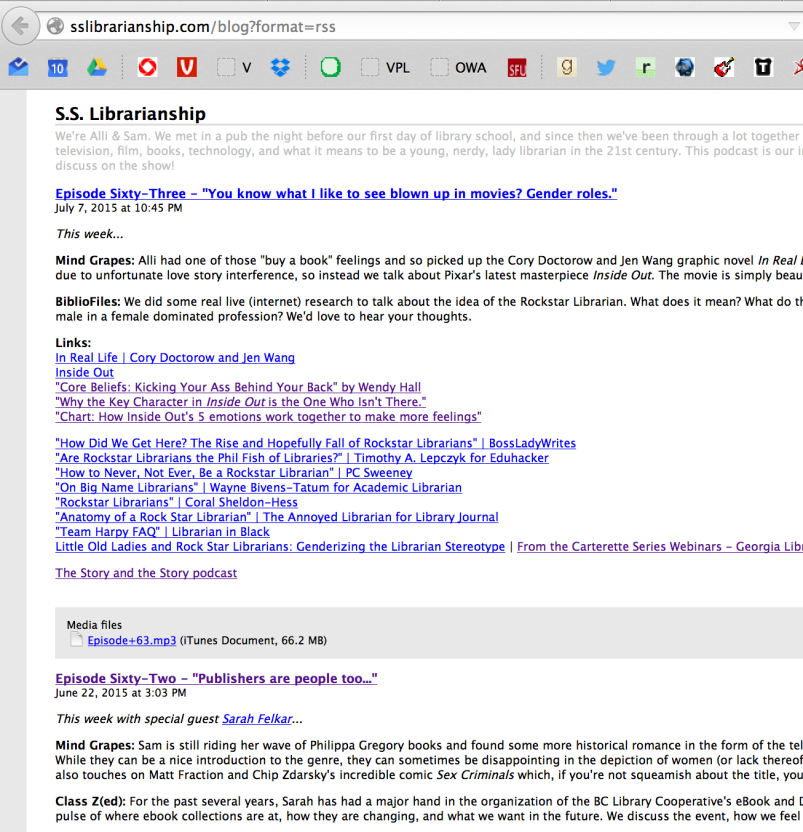 sslibrarianship.com/blog?format=rss
10 V VPL OWA SFU g r T
S.S. Librarianship
We're Alli & Sam. We met in a pub the night before our first day of library school, and since then we've been through a lot together
television, film, books, technology, and what it means to be a young, nerdy, lady librarian in the 21st century. This podcast is our
discuss on the show!
Episode Sixty-Three - "You know what I like to see blown up in movies? Gender roles."
July 7, 2015 at 10:45 PM
This week...
Mind Grapes: Alli had one of those "buy a book" feelings and so picked up the Cory Doctorow and Jen Wang graphic novel In Real
due to unfortunate love story interference, so instead we talk about Pixar's latest masterpiece Inside Out. The movie is simply
BiblioFiles: We did some real live (internet) research to talk about the idea of the Rockstar Librarian. What does it mean? What do
male in a female dominated profession? We'd love to hear your thoughts.
Links:
In Real Life | Cory Doctorow and Jen Wang
Inside Out
"Core Beliefs: Kicking Your Ass Behind Your Back" by Wendy Hall
"Why the Key Character in Inside Out is the One Who Isn't There."
"Chart: How Inside Out's 5 emotions work together to make more feelings"
"How Did We Get Here? The Rise and Hopefully Fall of Rockstar Librarians" | BossLadyWrites
"Are Rockstar Librarians the Phil Fish of Libraries?" | Timothy A. Lepczyk for Eduhacker
"How to Never, Not Ever, Be a Rockstar Librarian" | PC Sweeney
"On Big Name Librarians" | Wayne Bivens-Tatum for Academic Librarian
"Rockstar Librarians" | Coral Sheldon-Hess
"Anatomy of a Rock Star Librarian" | The Annoyed Librarian for Library Journal
"Team Harpy FAQ" | Librarian in Black
Little Old Ladies and Rock Star Librarians: Genderizing the Librarian Stereotype | From the Carterette Series Webinars - Georgia
The Story and the Story podcast
Media files
Episode+63.mp3 (iTunes Document, 66.2 MB)
Episode Sixty-Two - "Publishers are people too..."
June 22, 2015 at 3:03 PM
This week with special guest Sarah Felkar...
Mind Grapes: Sam is still riding her wave of Philippa Gregory books and found some more historical romance in the form of the
While they can be a nice introduction to the genre, they can sometimes be disappointing in the depiction of women (or lack thereof
also touches on Matt Fraction and Chip Zdarsky's incredible comic Sex Criminals which, if you're not squeamish about the title,
Class Z(ed): For the past several years, Sarah has had a major hand in the organization of the BC Library Cooperative's eBook and
pulse of where ebook collections are at, how they are changing, and what we want in the future. We discuss the event, how we feel